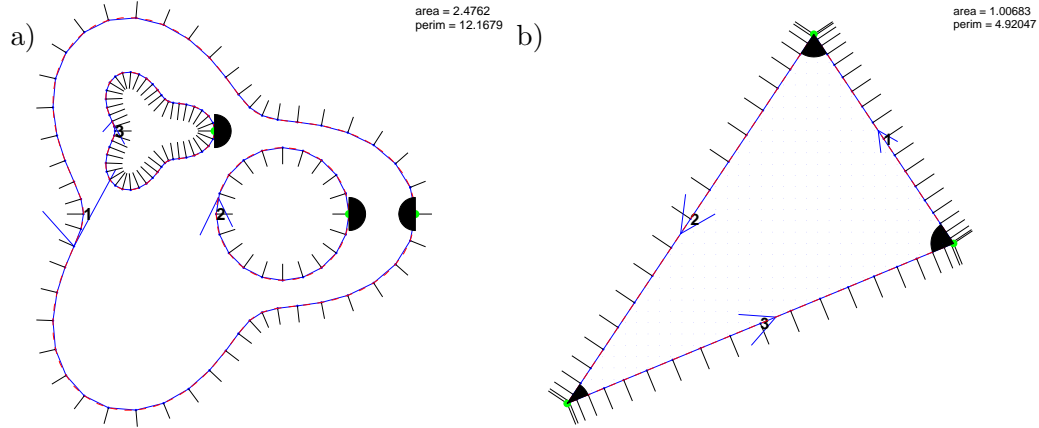 a)
area = 2.4762
perim = 12.1679
3
1
2
b)
area = 1.00683
perim = 4.92047
1
2
3